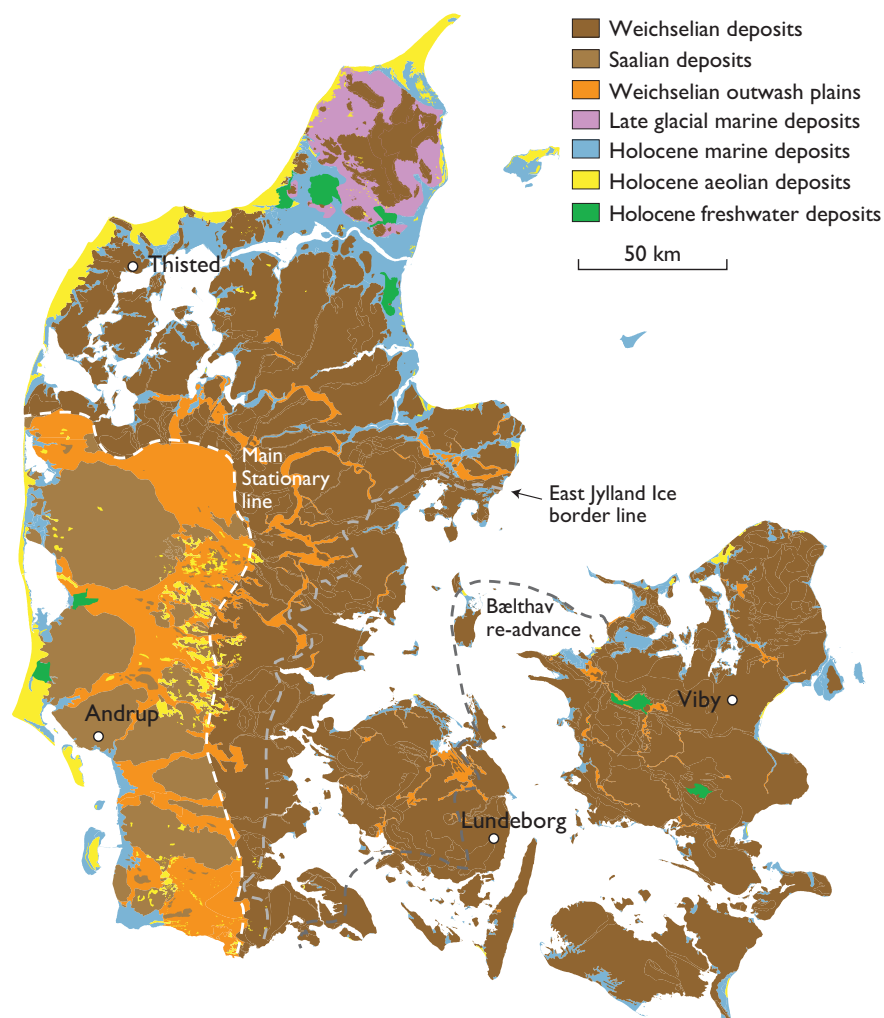 Weichselian deposits
Saalian deposits
Weichselian outwash plains
Late glacial marine deposits
Holocene marine deposits
Holocene aeolian deposits
Holocene freshwater deposits
50 km
Thisted
Main
Stationary
line
East Jylland Ice
border line
Bælthav
re-advance
Viby
Andrup
Lundeborg